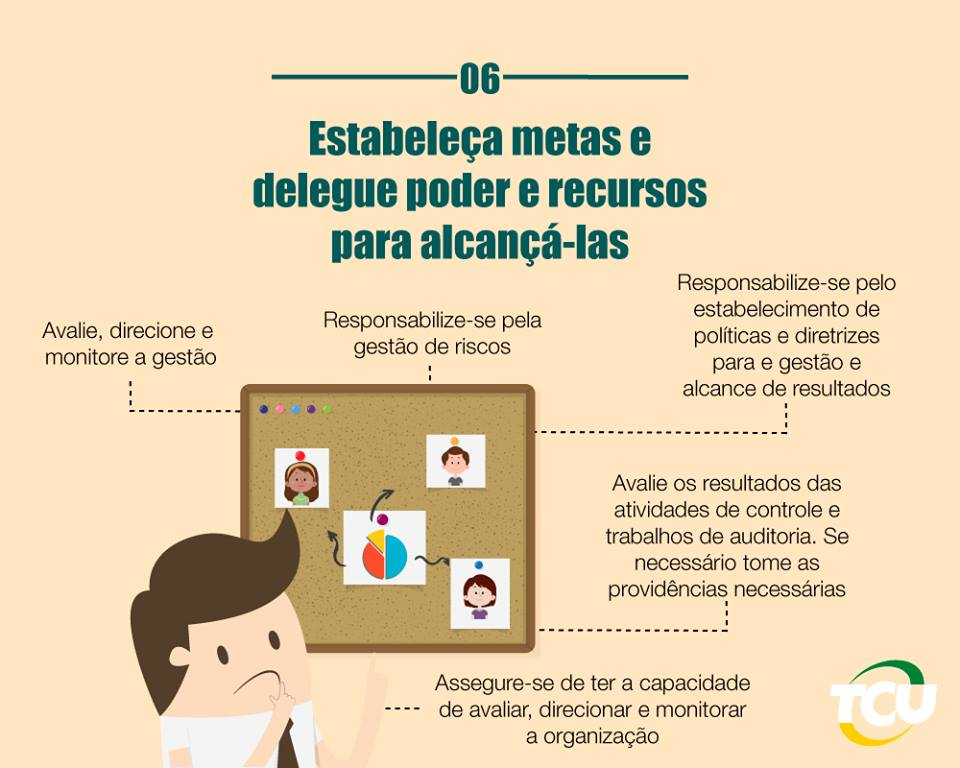 06
Estabeleça metas e
delegue poder e recursos
para alcançá-las
Avalie, direcione e
monitore a gestão
Responsabilize-se pela
gestão de riscos
Responsabilize-se pelo
estabelecimento de
políticas e diretrizes
para e gestão e
alcance de resultados
Avalie os resultados das
atividades de controle e
trabalhos de auditoria. Se
necessário tome as
providências necessárias
Assegure-se de ter a capacidade
de avaliar, direcionar e monitorar
a organização
TCU